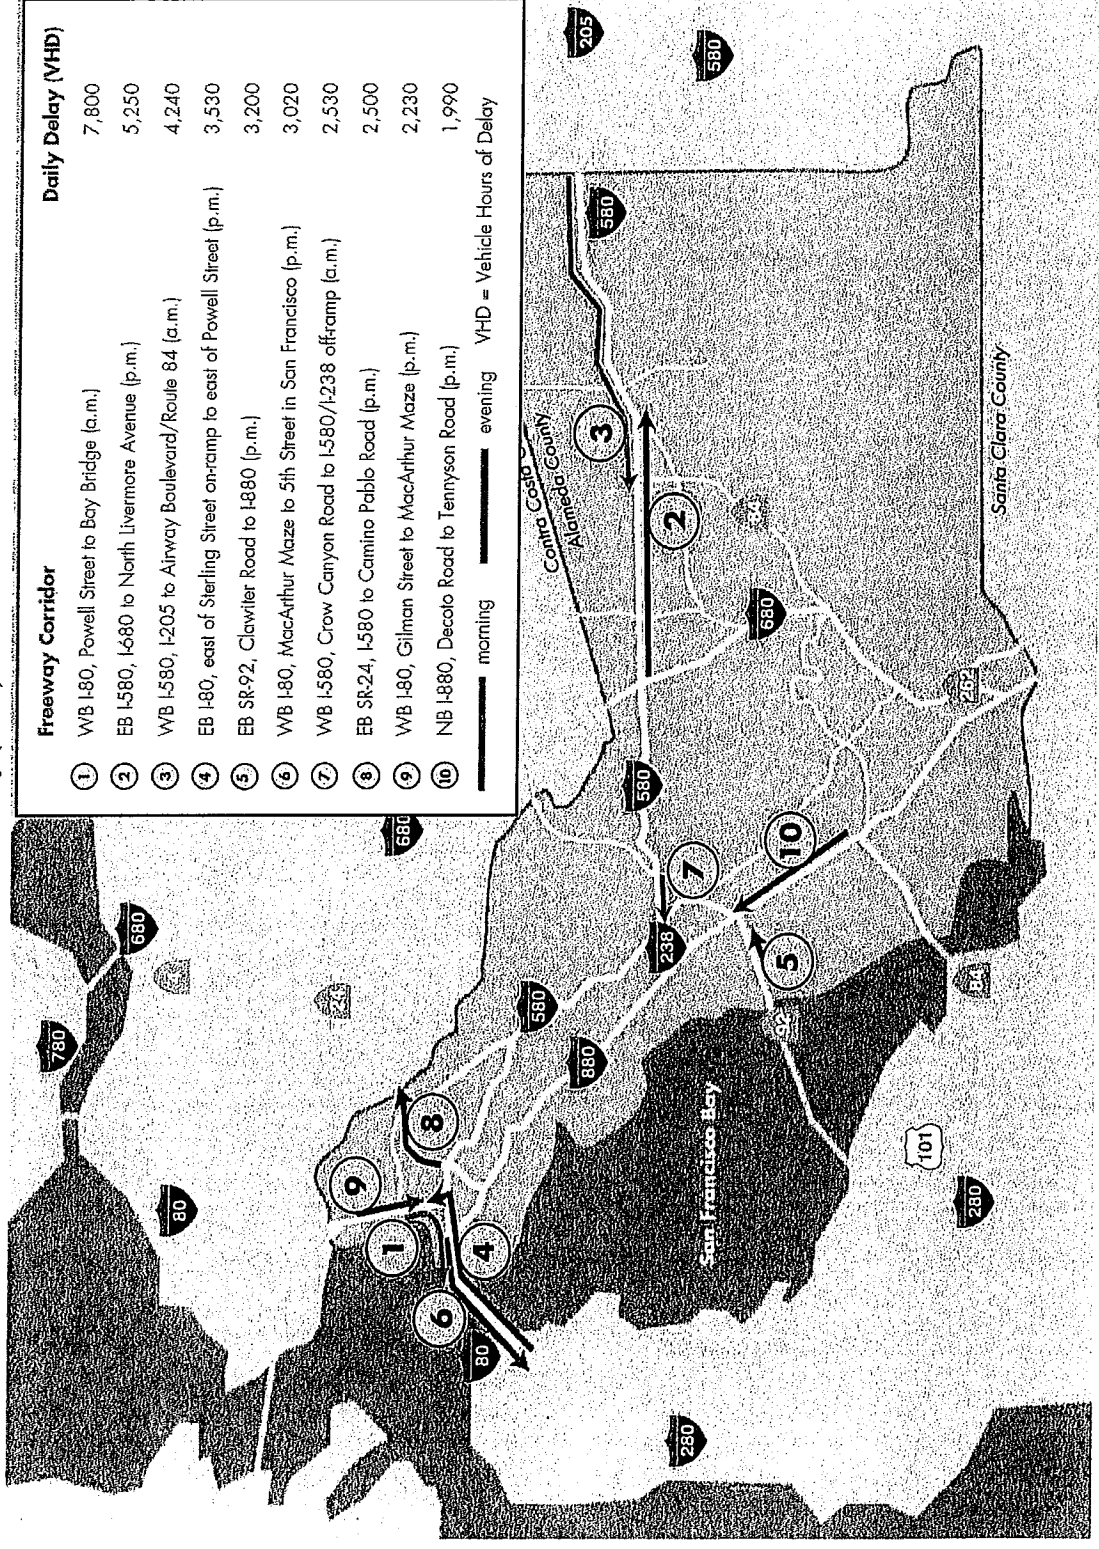 Freeway Corridor Daily Delay (VHD)
1 WB I-80, Powell Street to Bay Bridge (a.m.) 7,800
2 EB I-580, I-680 to North Livermore Avenue (p.m.) 5,250
3 WB I-580, I-205 to Airway Boulevard/Route 84 (a.m.) 4,240
4 EB I-80, east of Sterling Street on-ramp to east of Powell Street (p.m.) 3,530
5 EB SR-92, Clawiter Road to I-880 (p.m.) 3,200
6 WB I-80, MacArthur Maze to 5th Street in San Francisco (p.m.) 3,020
7 WB I-580, Crow Canyon Road to I-580/I-238 off-ramp (a.m.) 2,530
8 EB SR-24, I-580 to Camino Pablo Road (p.m.) 2,500
9 WB I-80, Gilman Street to MacArthur Maze (p.m.) 2,230
10 NB I-880, Decoto Road to Tennyson Road (p.m.) 1,990
morning evening VHD = Vehicle Hours of Delay
780
680
80
680
24
205
580
580
9
1
8
6
4
80
580
880
238
7
580
3
2
Contra Costa
Alameda County
84
680
10
5
92
262
84
San Francisco Bay
101
280
280
Santa Clara County